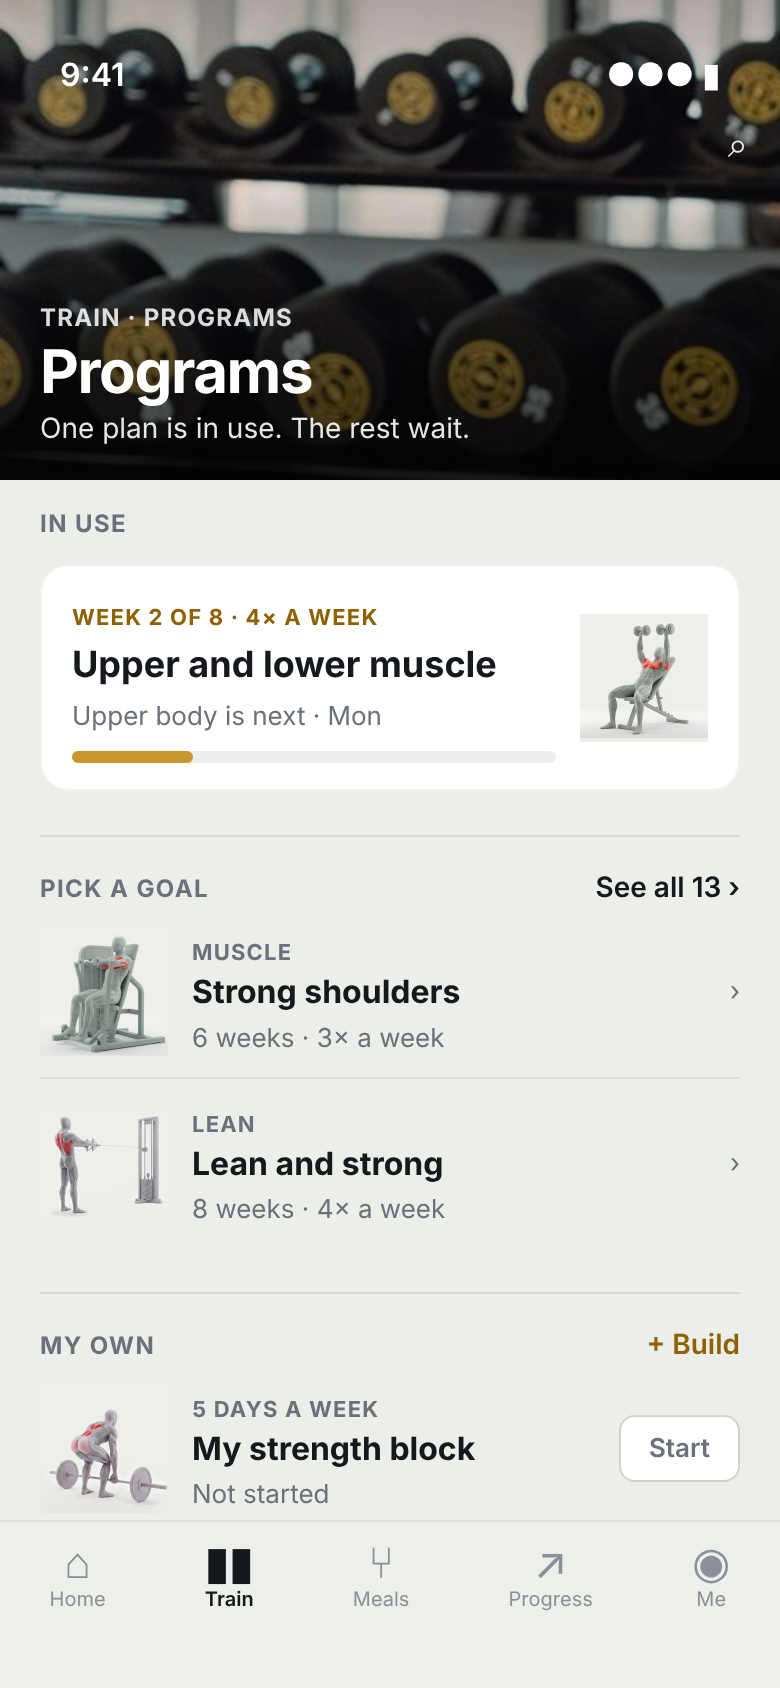 9:41
TRAIN · PROGRAMS
Programs
One plan is in use. The rest wait.
IN USE
WEEK 2 OF 8 · 4× A WEEK
Upper and lower muscle
Upper body is next · Mon
PICK A GOAL
See all 13 ›
MUSCLE
Strong shoulders
6 weeks · 3× a week
LEAN
Lean and strong
8 weeks · 4× a week
MY OWN
+ Build
5 DAYS A WEEK
My strength block
Not started
Start
Home
Train
Meals
Progress
Me